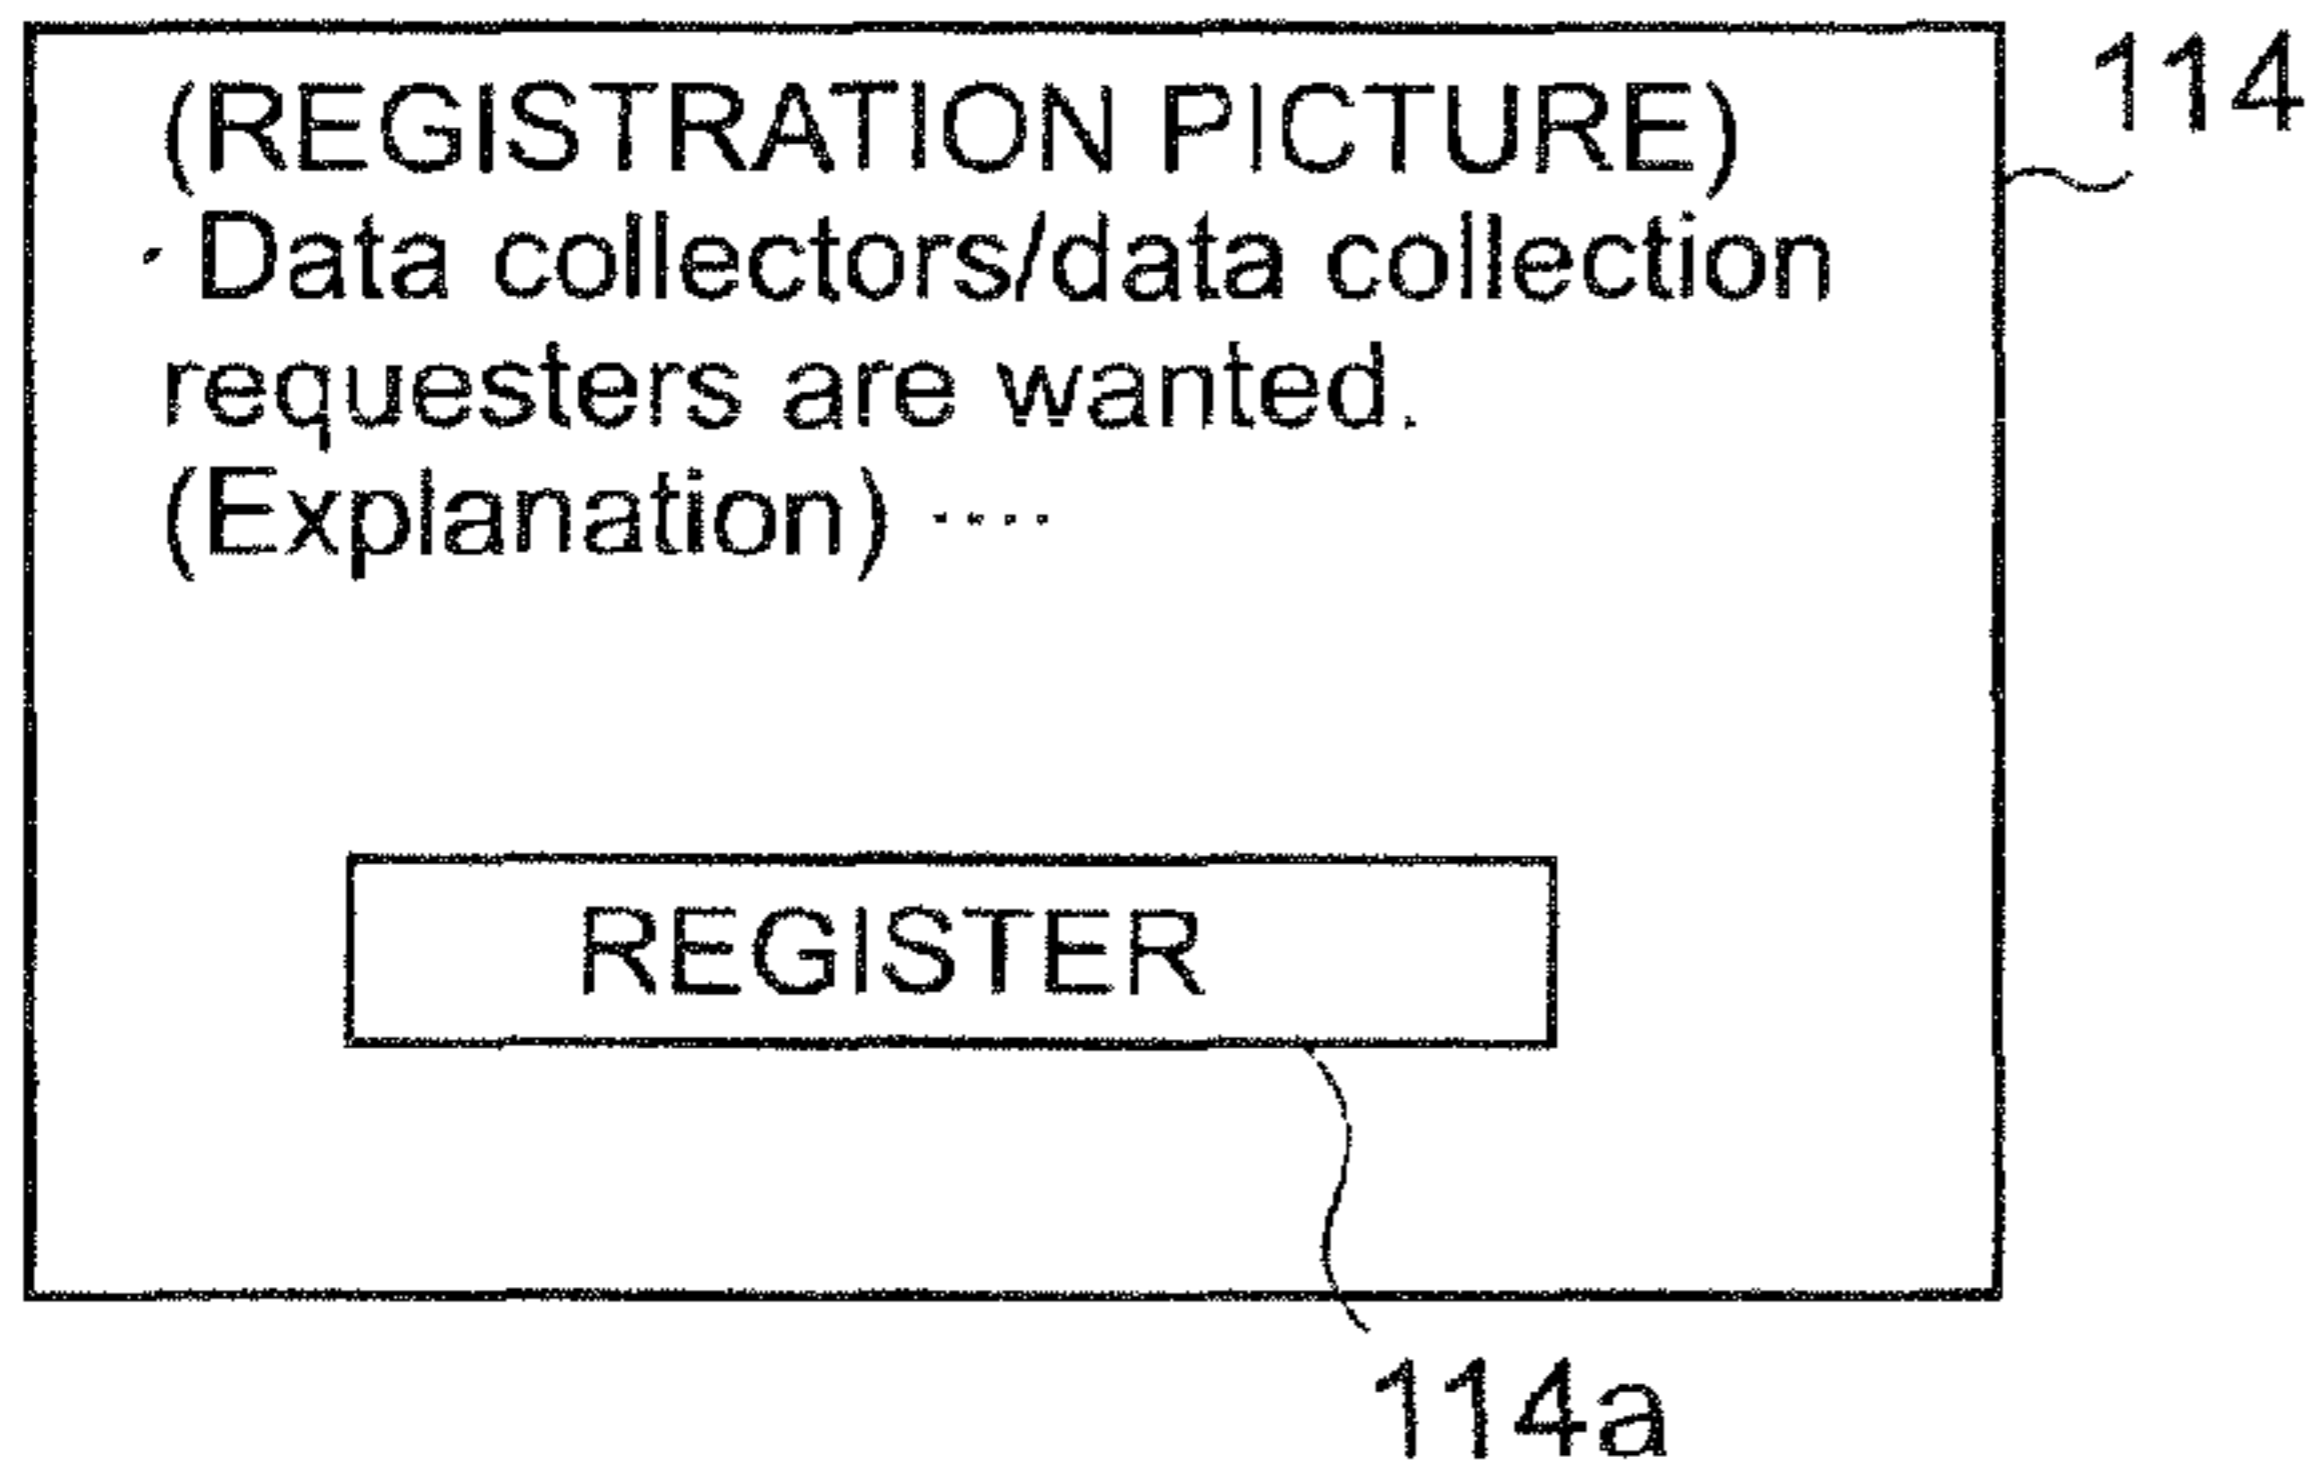 114
(REGISTRATION PICTURE)
· Data collectors/data collection
requesters are wanted.
(Explanation) ····
REGISTER
114a